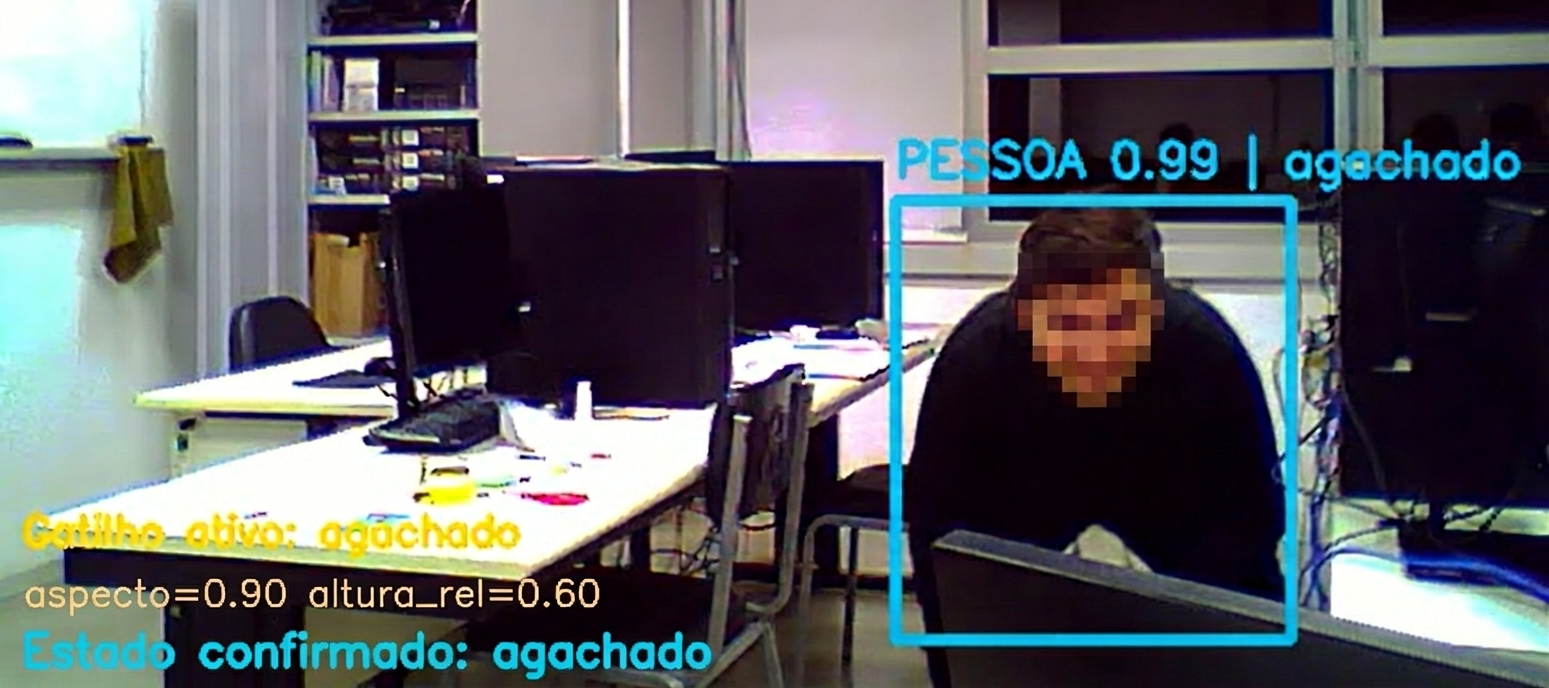 PESSOA 0.99 | agachado
Gatilho ativo: agachado
aspecto=0.90 altura_rel=0.60
Estado confirmado: agachado